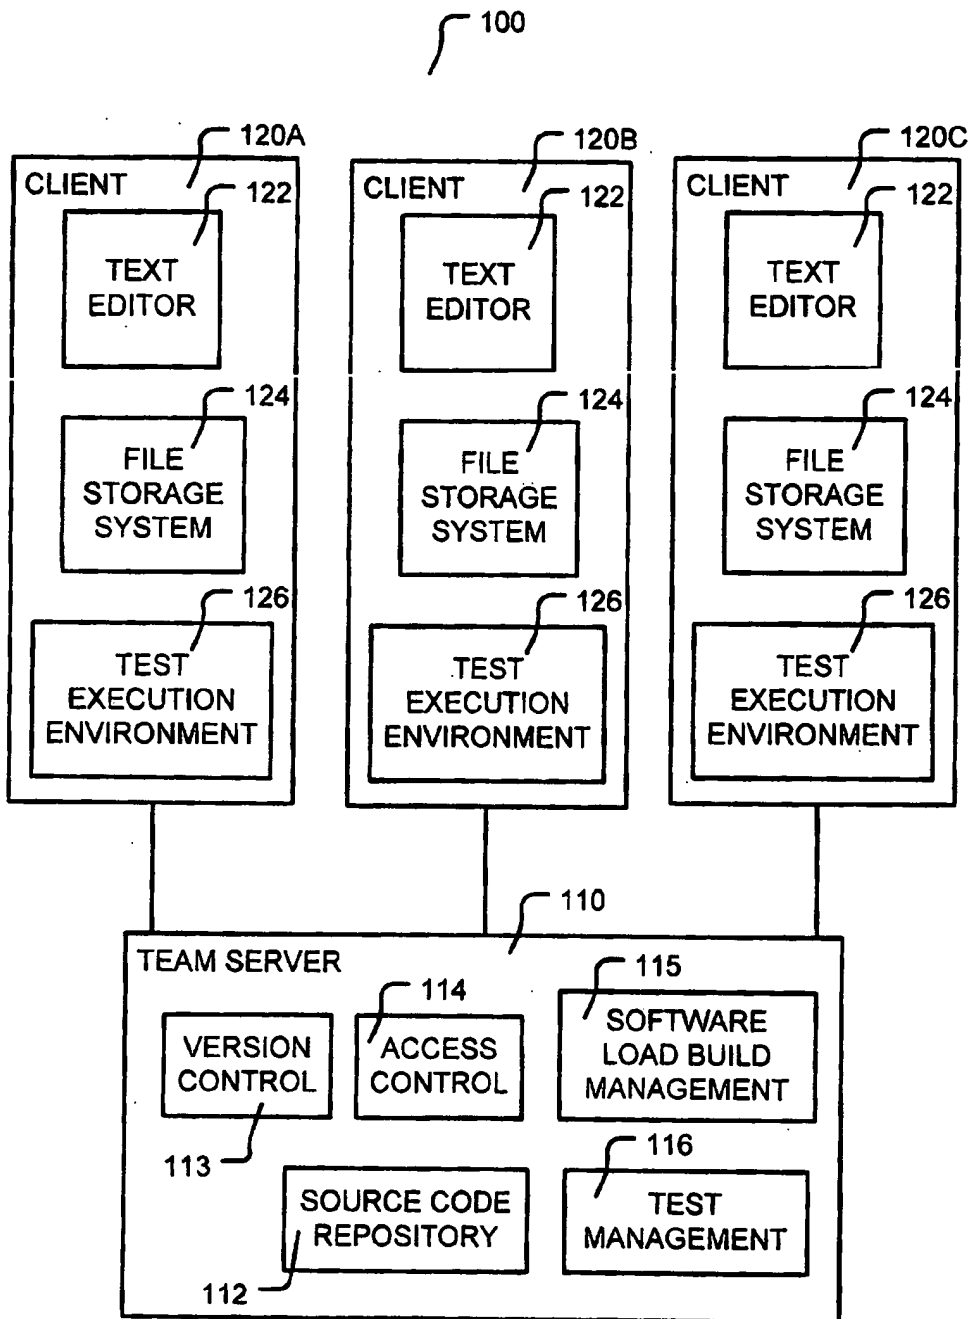 100
120A
CLIENT
122
TEXT
EDITOR
124
FILE
STORAGE
SYSTEM
126
TEST
EXECUTION
ENVIRONMENT
120B
CLIENT
122
TEXT
EDITOR
124
FILE
STORAGE
SYSTEM
126
TEST
EXECUTION
ENVIRONMENT
120C
CLIENT
122
TEXT
EDITOR
124
FILE
STORAGE
SYSTEM
126
TEST
EXECUTION
ENVIRONMENT
110
TEAM SERVER
VERSION
CONTROL
113
114
ACCESS
CONTROL
115
SOFTWARE
LOAD BUILD
MANAGEMENT
SOURCE CODE
REPOSITORY
112
116
TEST
MANAGEMENT